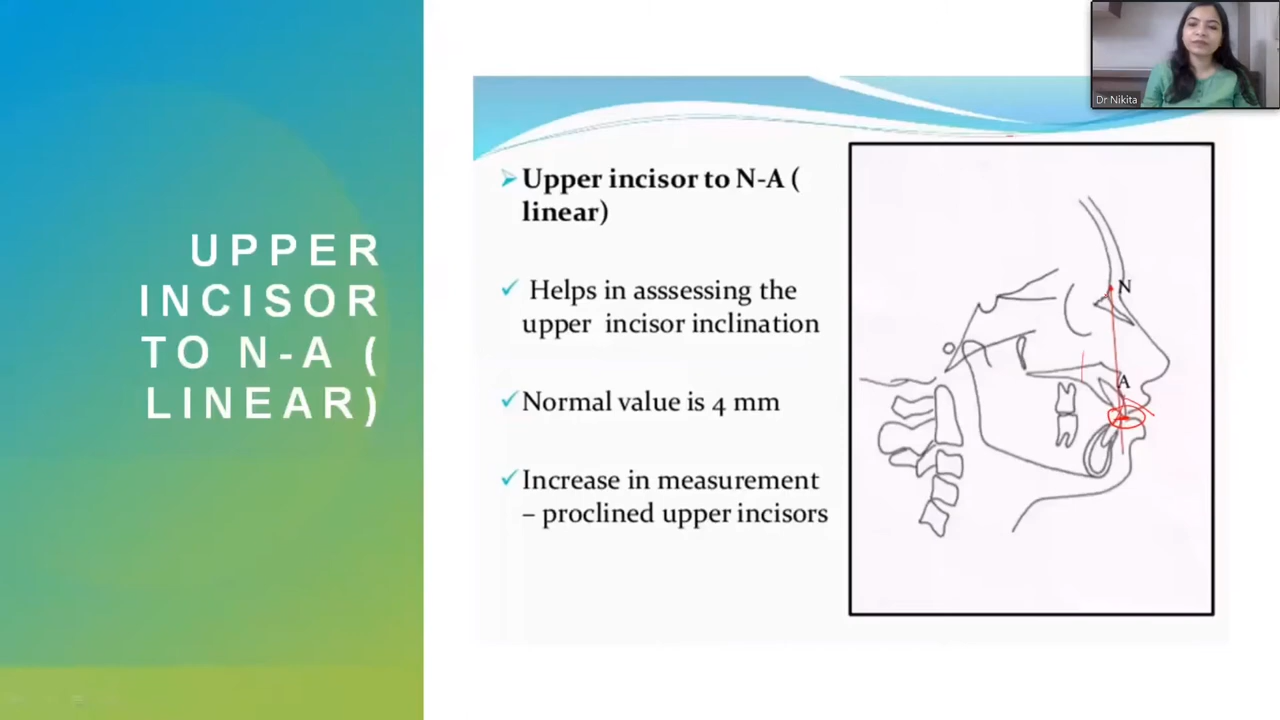 UPPER
INCISOR
TO N-A (
LINEAR)
Upper incisor to N-A (
linear)
Helps in asssessing the
upper incisor inclination
Normal value is 4 mm
Increase in measurement
– proclined upper incisors
N
A
Dr Nikita